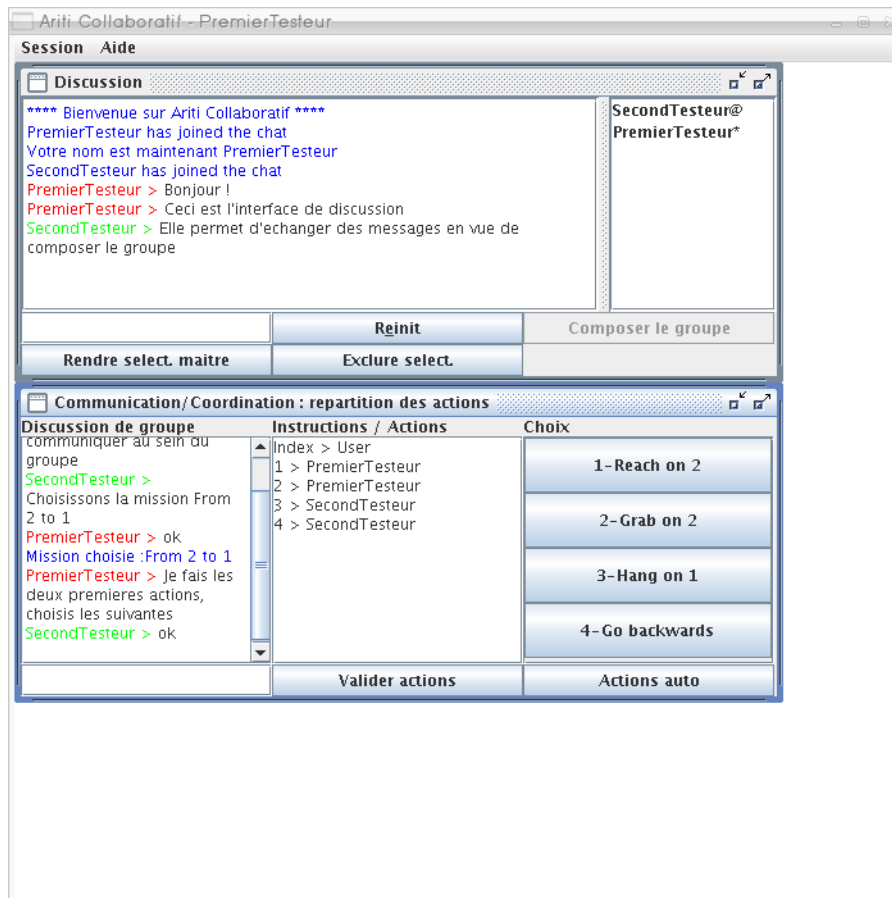 Ariti Collaboratif - PremierTesteur
Session Aide
Discussion
**** Bienvenue sur Ariti Collaboratif ****
PremierTesteur has joined the chat
Votre nom est maintenant PremierTesteur
SecondTesteur has joined the chat
PremierTesteur > Bonjour !
PremierTesteur > Ceci est l'interface de discussion
SecondTesteur > Elle permet d'echanger des messages en vue de
composer le groupe
SecondTesteur@
PremierTesteur*
Reinit
Composer le groupe
Rendre select. maitre
Exclure select.
Communication/Coordination : repartition des actions
Discussion de groupe
communiquer au sein du
groupe
SecondTesteur >
Choisissons la mission From
2 to 1
PremierTesteur > ok
Mission choisie :From 2 to 1
PremierTesteur > Je fais les
deux premieres actions,
choisis les suivantes
SecondTesteur > ok
Instructions / Actions
Index > User
1 > PremierTesteur
2 > PremierTesteur
3 > SecondTesteur
4 > SecondTesteur
Choix
1-Reach on 2
2-Grab on 2
3-Hang on 1
4-Go backwards
Valider actions
Actions auto